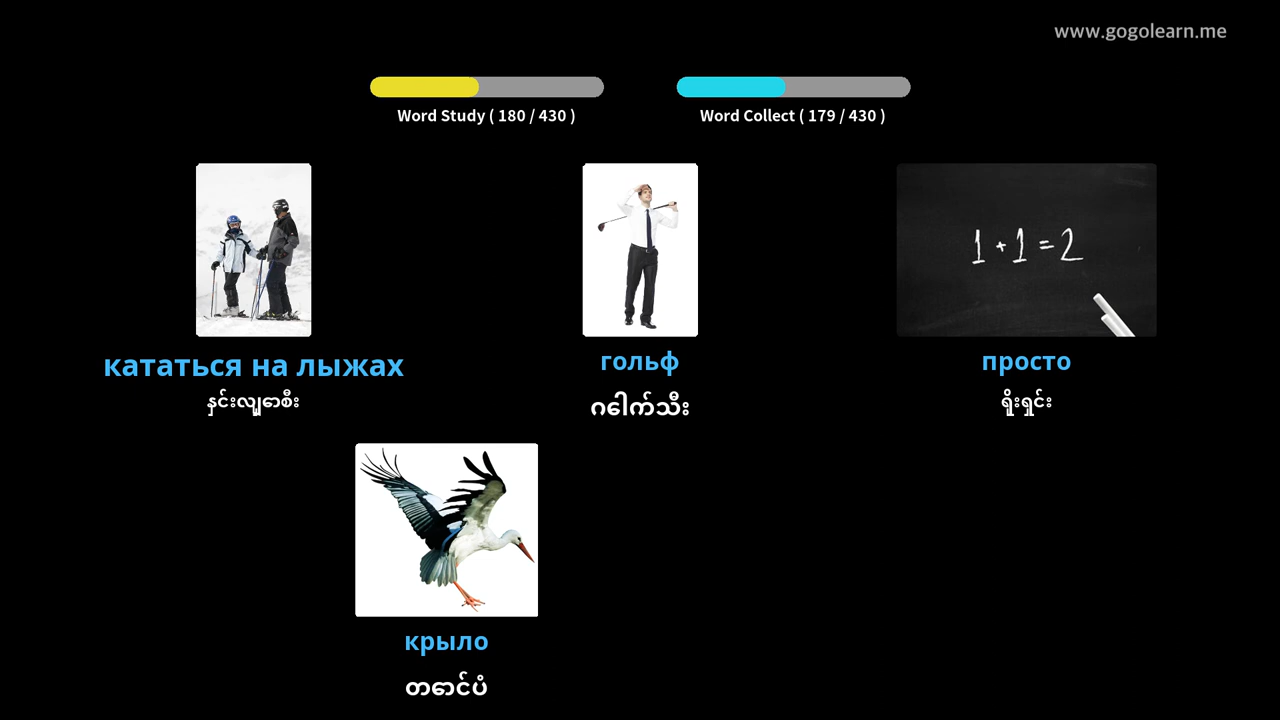 www.gogolearn.me
Word Study ( 180 / 430 )
Word Collect ( 179 / 430 )
кататься на лыжах
နှင်းလျှောစီး
гольф
ဂေါက်သီး
просто
ရိုးရှင်း
1 + 1 = 2
крыло
တောင်ပံ